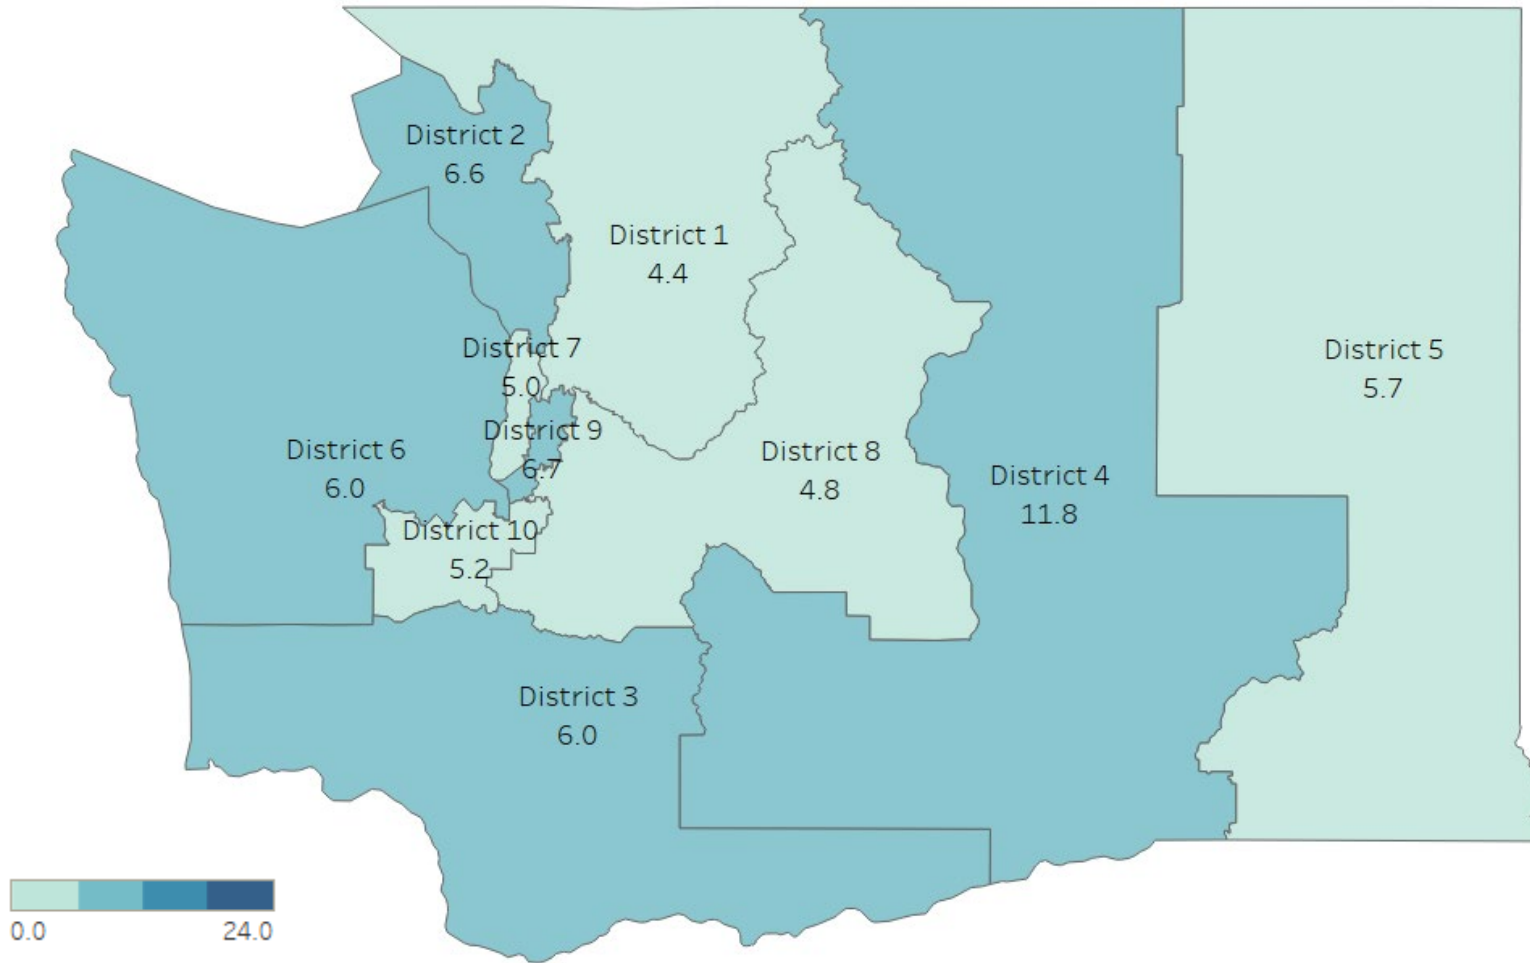 District 2
6.6
District 1
4.4
District 7
5.0
District 5
5.7
District 9
6.7
District 6
6.0
District 8
4.8
District 4
11.8
District 10
5.2
District 3
6.0
0.0
24.0